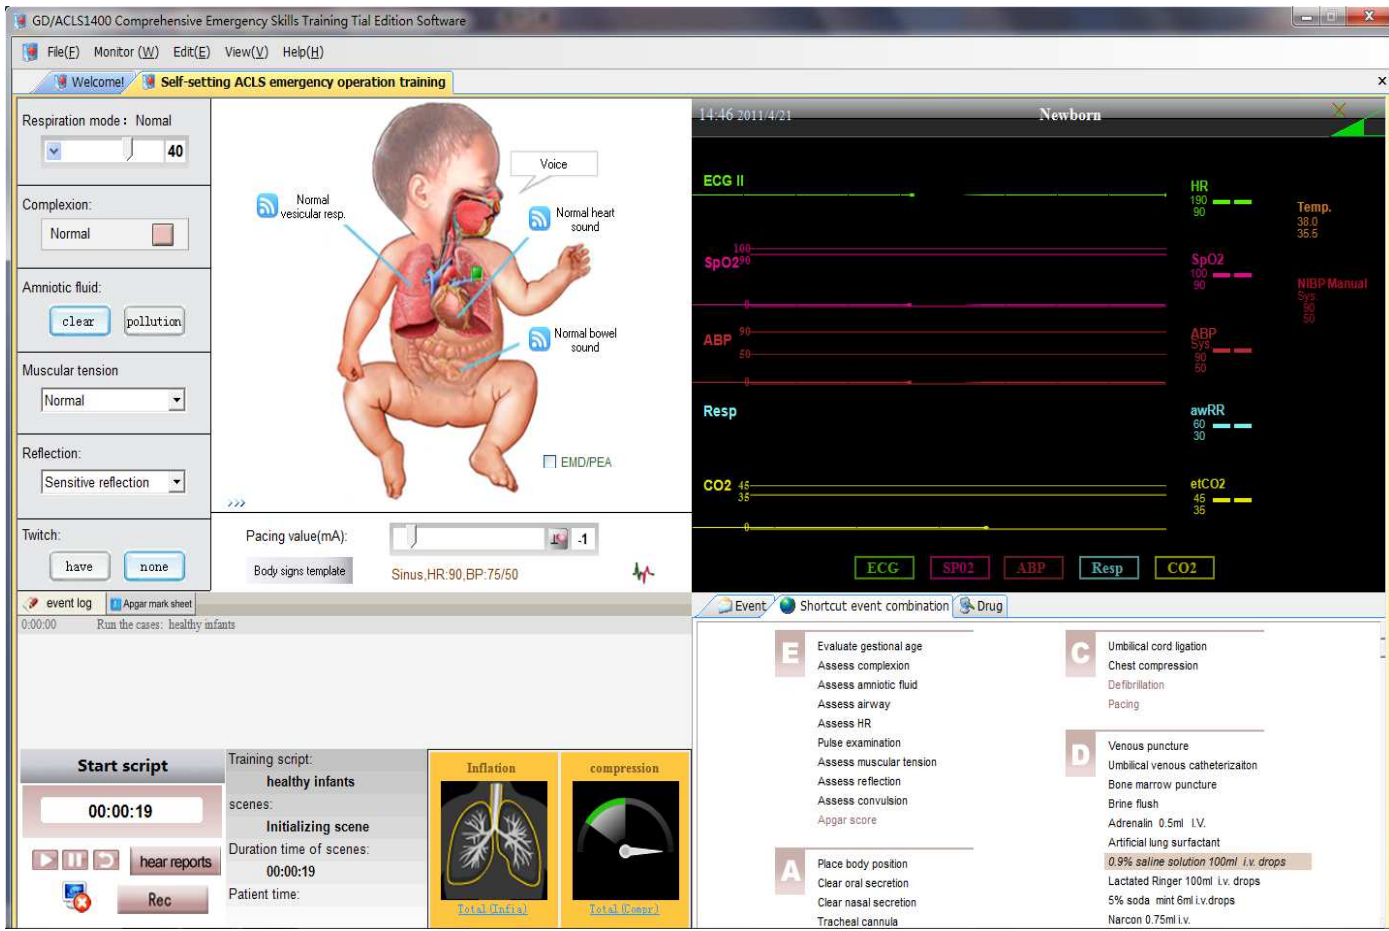 GD/ACLS1400 Comprehensive Emergency Skills Training Tial Edition Software
File(F) Monitor (W) Edit(E) View(V) Help(H)
Welcome! Self-setting ACLS emergency operation training
Respiration mode: Nomal
40
Complexion:
Normal
Amniotic fluid:
clear pollution
Muscular tension
Normal
Reflection:
Sensitive reflection
Twitch:
have none
Voice
Normal
vesicular resp.
Normal heart
sound
Normal bowel
sound
EMD/PEA
>>>
Pacing value(mA): -1
Body signs template Sinus,HR:90,BP:75/50
14:46 2011/4/21 Newborn
ECG II
HR
190
90
Temp.
38.0
35.5
SpO2
100
90
0
SpO2
100
90
NIBP Manual
Sys
90
50
ABP
90
50
0
ABP
Sys
90
50
Resp
awRR
60
30
CO2
45
35
0
etCO2
45
35
ECG SPO2 ABP Resp CO2
event log Apgar mark sheet
0:00:00 Run the cases: healthy infants
Start script
00:00:19
hear reports
Rec
Training script:
healthy infants
scenes:
Initializing scene
Duration time of scenes:
00:00:19
Patient time:
Inflation
Total(Infla)
compression
Total(Compr)
Event Shortcut event combination Drug
E
Evaluate gestional age
Assess complexion
Assess amniotic fluid
Assess airway
Assess HR
Pulse examination
Assess muscular tension
Assess reflection
Assess convulsion
Apgar score
A
Place body position
Clear oral secretion
Clear nasal secretion
Tracheal cannula
C
Umbilical cord ligation
Chest compression
Defibrillation
Pacing
D
Venous puncture
Umbilical venous catheterizaiton
Bone marrow puncture
Brine flush
Adrenalin 0.5ml I.V.
Artificial lung surfactant
0.9% saline solution 100ml i.v. drops
Lactated Ringer 100ml i.v. drops
5% soda mint 6ml i.v.drops
Narcon 0.75ml i.v.